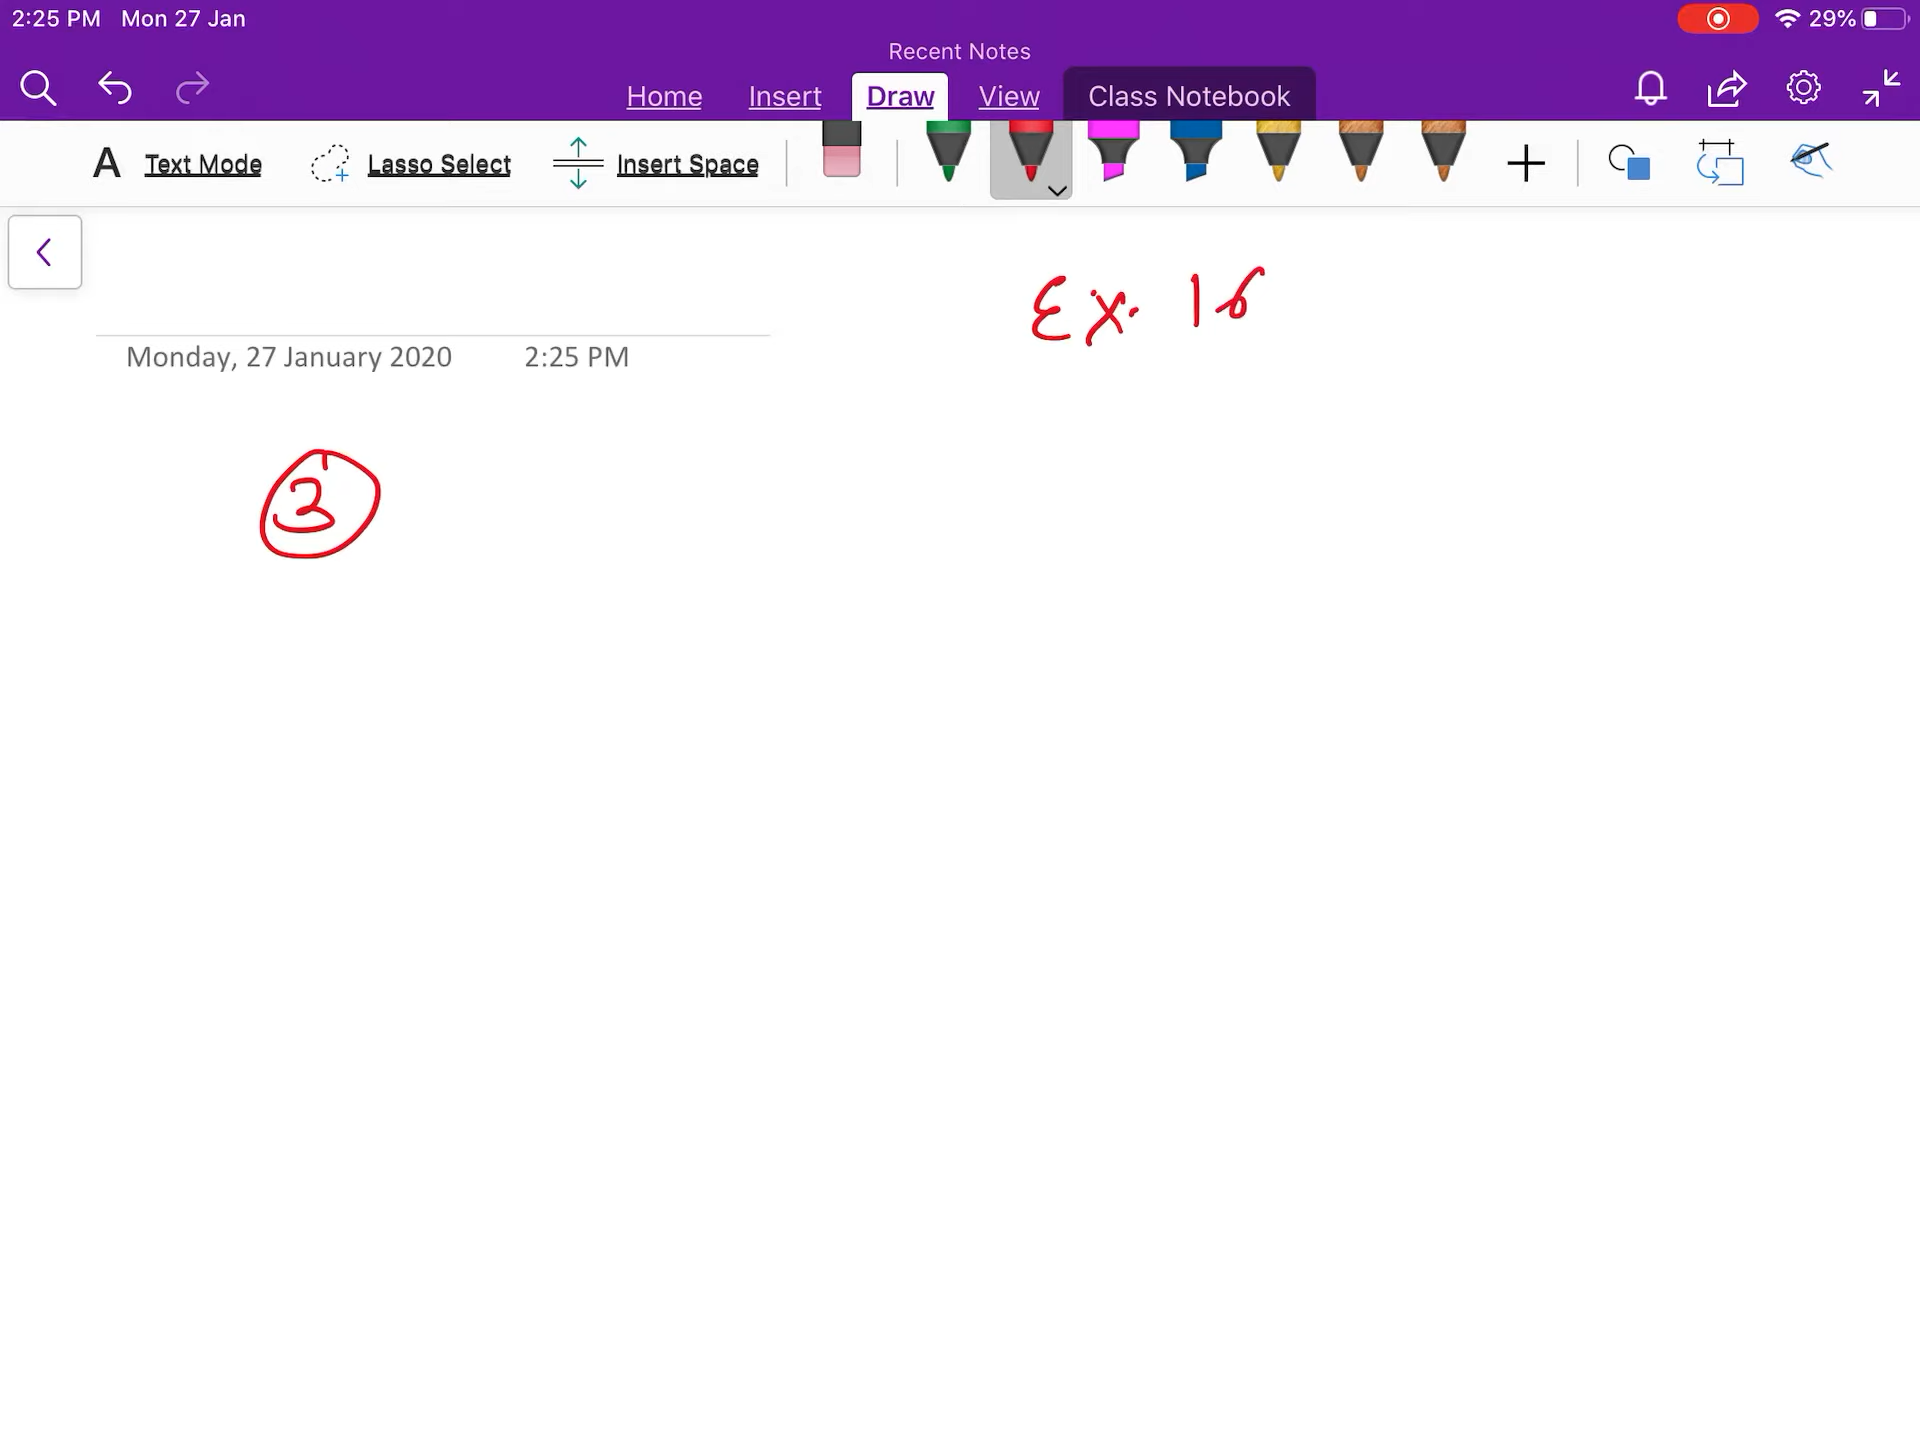 2:25 PM Mon 27 Jan 29%
Recent Notes
Home Insert Draw View Class Notebook
A Text Mode Lasso Select Insert Space
Ex. 16
Monday, 27 January 2020 2:25 PM
3